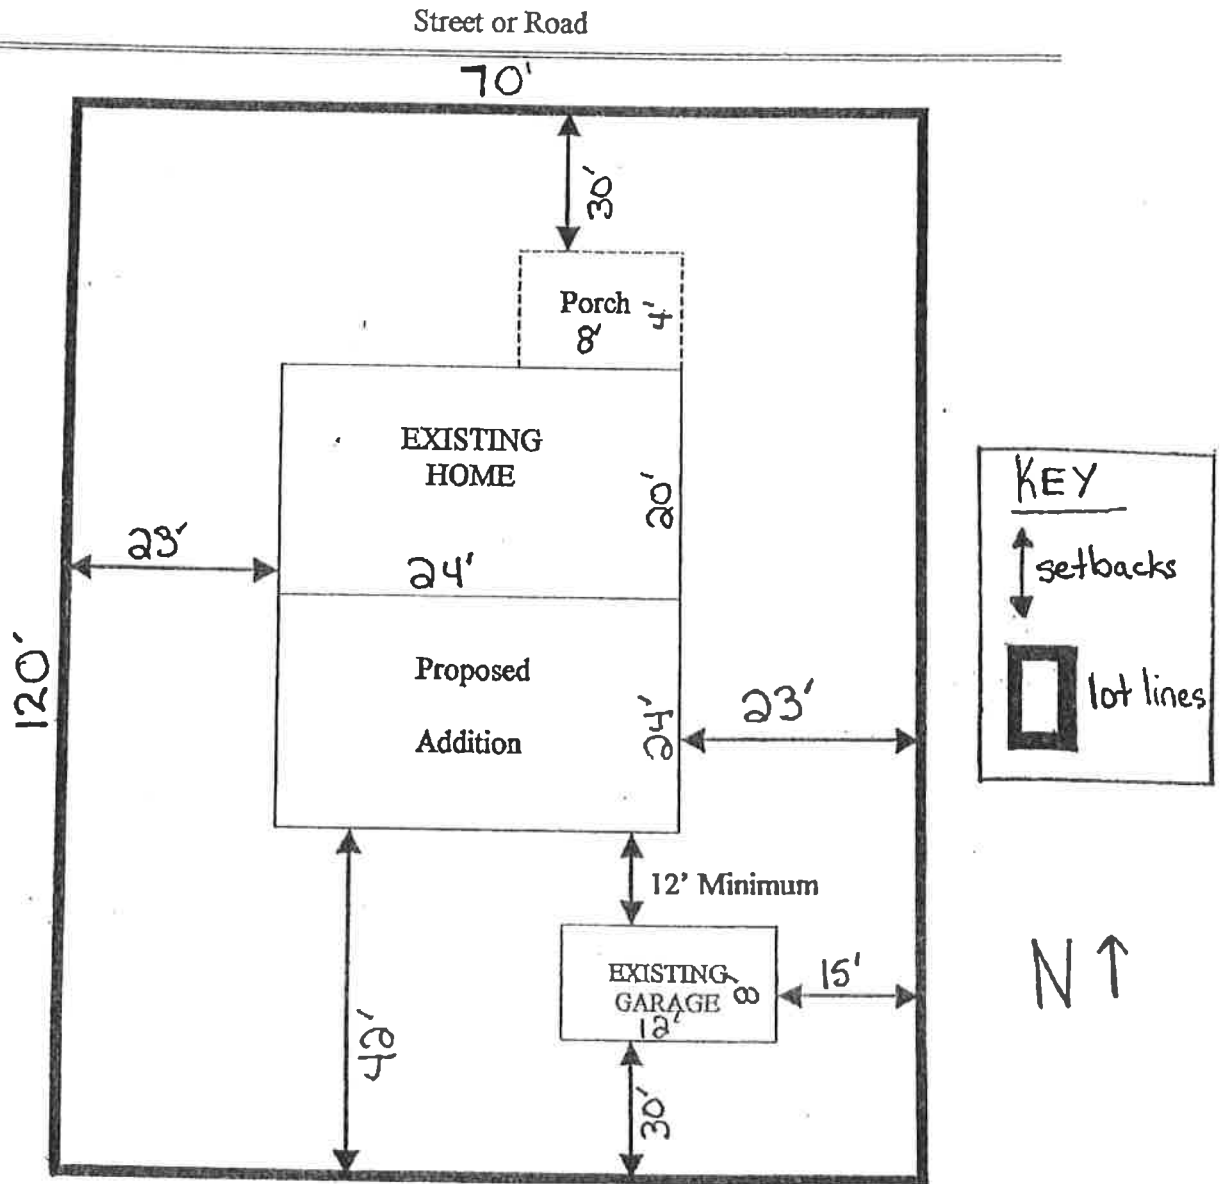 Street or Road
70'
30'
Porch
4'
8'
EXISTING
HOME
20'
23'
24'
120'
Proposed
Addition
24'
23'
12' Minimum
42'
EXISTING
GARAGE
8'
12'
15'
30'
KEY
setbacks
lot lines
N